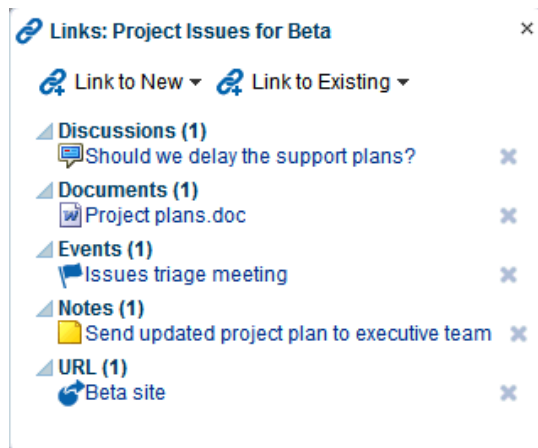 Links: Project Issues for Beta
Link to New Link to Existing
Discussions (1)
Should we delay the support plans?
Documents (1)
Project plans.doc
Events (1)
Issues triage meeting
Notes (1)
Send updated project plan to executive team
URL (1)
Beta site